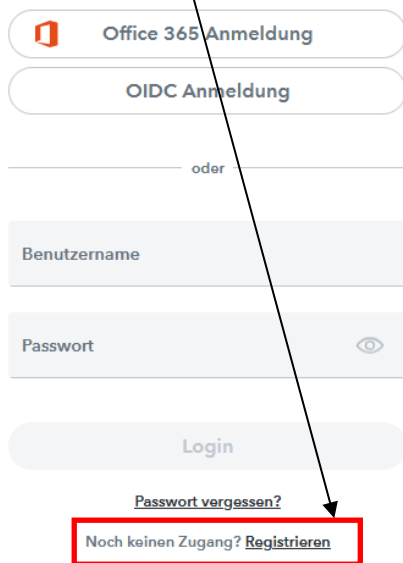 Office 365 Anmeldung
OIDC Anmeldung
oder
Benutzername
Passwort
Login
Passwort vergessen?
Noch keinen Zugang? Registrieren